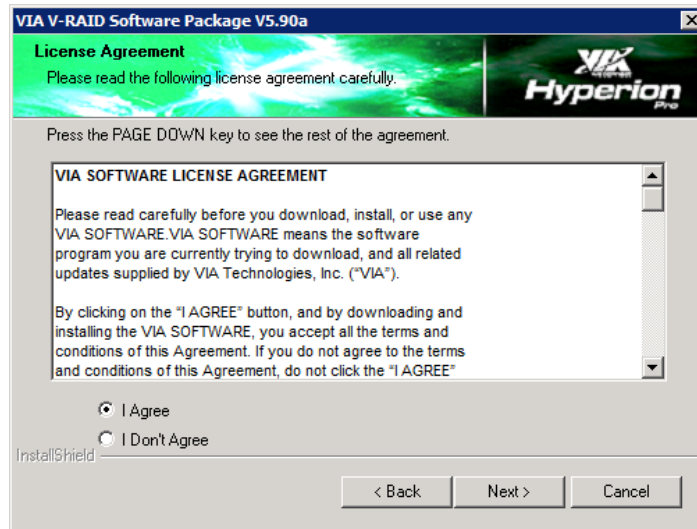 VIA V-RAID Software Package V5.90a
License Agreement
Please read the following license agreement carefully.
VIA
Hyperion
Pro
Press the PAGE DOWN key to see the rest of the agreement.
VIA SOFTWARE LICENSE AGREEMENT
Please read carefully before you download, install, or use any
VIA SOFTWARE.VIA SOFTWARE means the software
program you are currently trying to download, and all related
updates supplied by VIA Technologies, Inc. (“VIA”).
By clicking on the “I AGREE” button, and by downloading and
installing the VIA SOFTWARE, you accept all the terms and
conditions of this Agreement. If you do not agree to the terms
and conditions of this Agreement, do not click the “I AGREE”
I Agree
I Don't Agree
InstallShield
< Back Next > Cancel